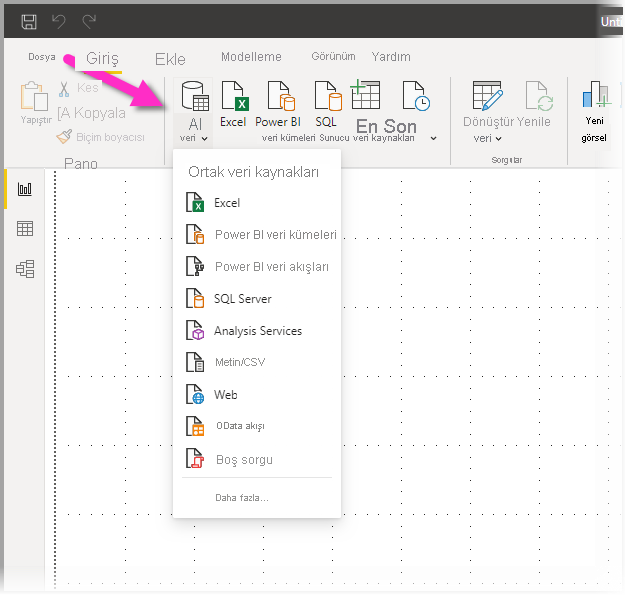 Unti
Dosya Giriş Ekle Modelleme Görünüm Yardım
Kes
[A Kopyala
Biçim boyacısı
Yapıştır
Pano
Al
veri
Excel
Power BI
veri kümeleri
SQL
Sunucu
En Son
veri kaynakları
Dönüştür Yenile
veri
Sorgular
Yeni
görsel
Ortak veri kaynakları
Excel
Power BI veri kümeleri
Power BI veri akışları
SQL Server
Analysis Services
Metin/CSV
Web
OData akışı
Boş sorgu
Daha fazla...